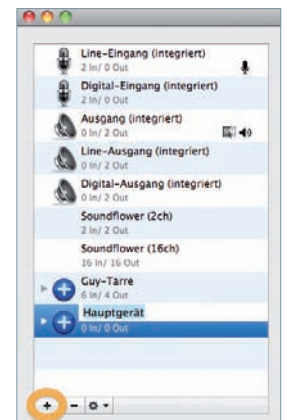 Line-Eingang (integriert)
2 In/ 0 Out
Digital-Eingang (integriert)
2 In/ 0 Out
Ausgang (integriert)
0 In/ 2 Out
Line-Ausgang (integriert)
0 In/ 2 Out
Digital-Ausgang (integriert)
0 In/ 2 Out
Soundflower (2ch)
2 In/ 2 Out
Soundflower (16ch)
16 In/ 16 Out
Guy-Tarre
6 In/ 4 Out
Hauptgerät
0 In/ 0 Out